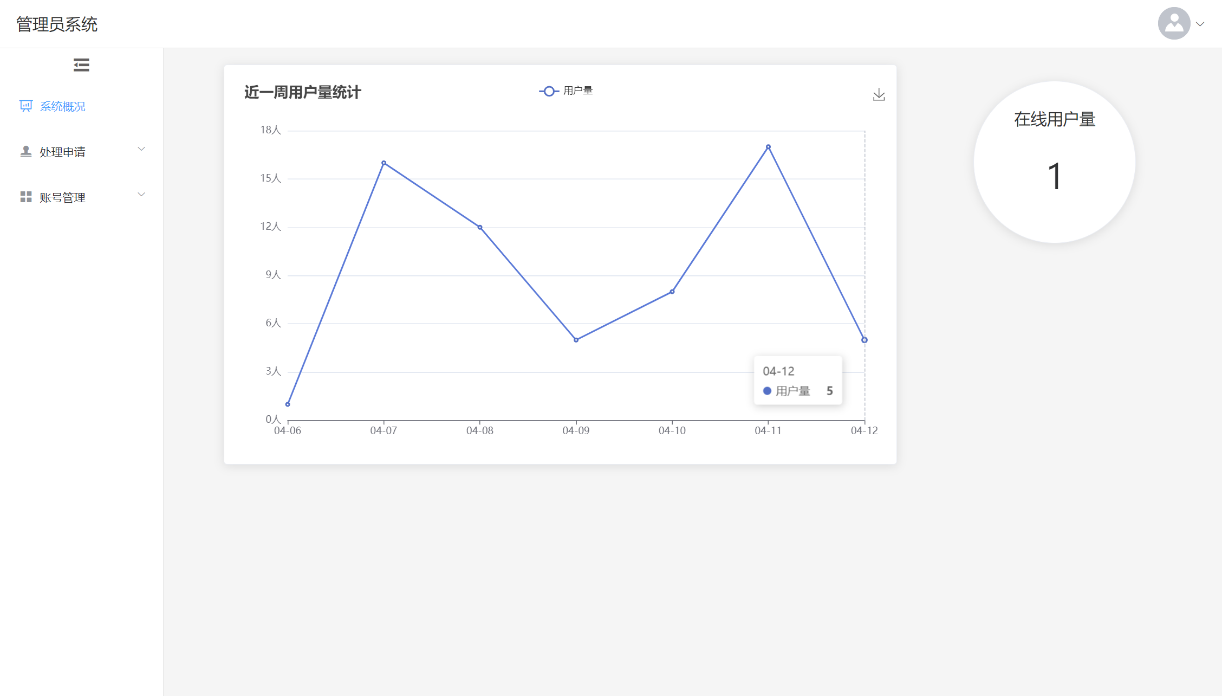 管理员系统
系统概况
处理申请
账号管理
近一周用户量统计
用户量
18人
15人
12人
9人
6人
3人
0人
04-06 04-07 04-08 04-09 04-10 04-11 04-12
04-12
用户量 5
在线用户量
1